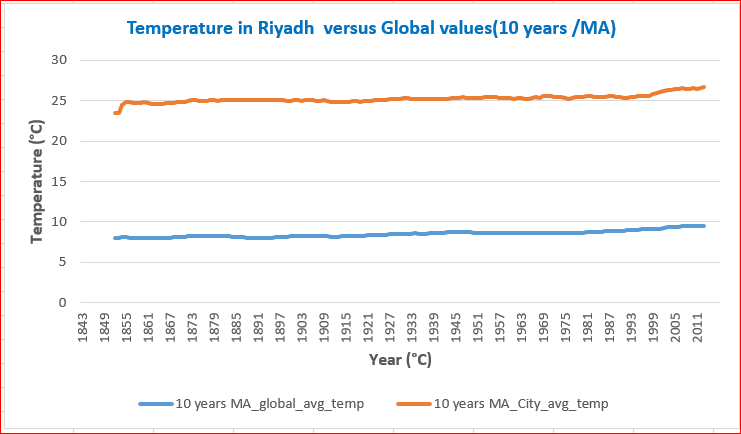 Temperature in Riyadh  versus Global values(10 years /MA)
30
25
20
15
10
5
0
Temperature (°C)
1843 1849 1855 1861 1867 1873 1879 1885 1891 1897 1903 1909 1915 1921 1927 1933 1939 1945 1951 1957 1963 1969 1975 1981 1987 1993 1999 2005 2011
Year (°C)
10 years MA_global_avg_temp 10 years MA_City_avg_temp